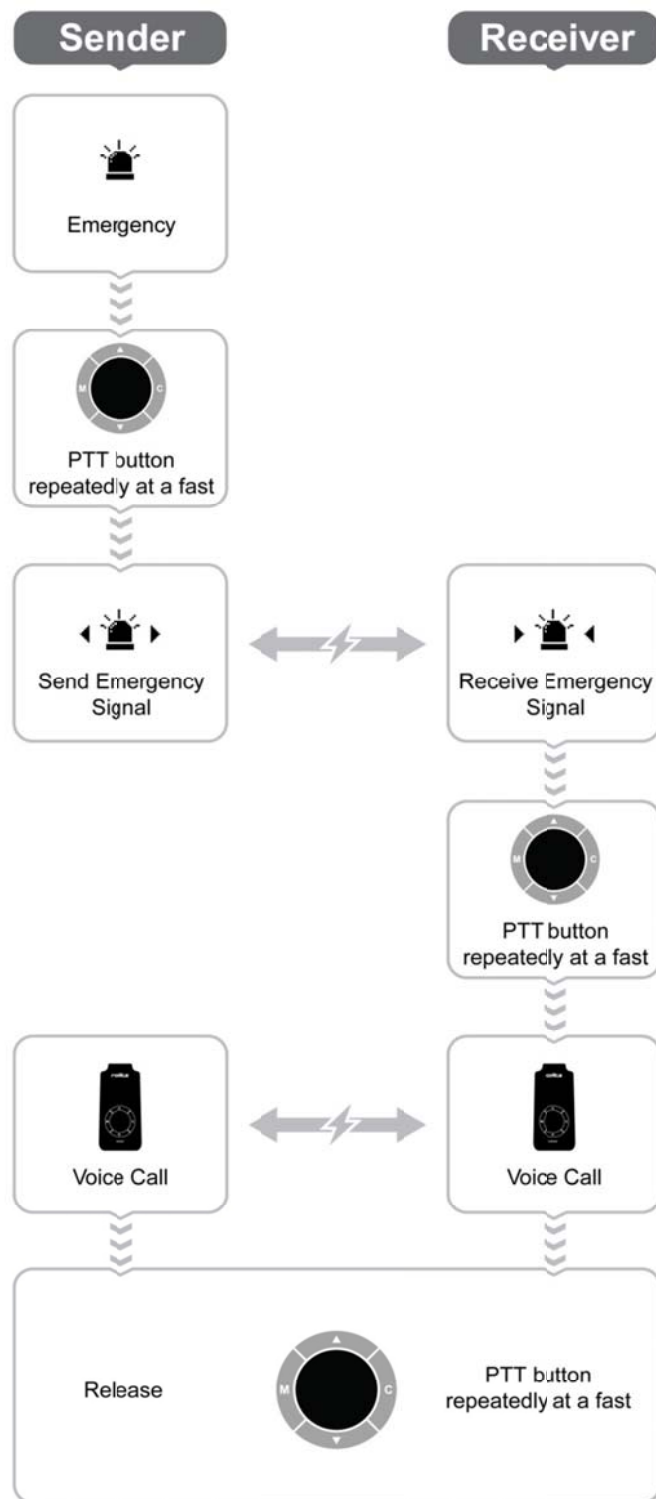 Sender
Receiver
Emergency
M
C
PTT button
repeatedly at a fast
Send Emergency
Signal
Receive Emergency
Signal
M
C
PTT button
repeatedly at a fast
Voice Call
Voice Call
Release
M
C
PTT button
repeatedly at a fast